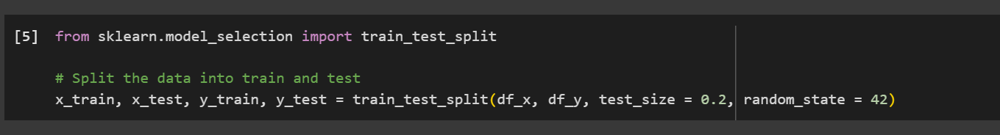 [5] from sklearn.model_selection import train_test_split
# Split the data into train and test
x_train, x_test, y_train, y_test = train_test_split(df_x, df_y, test_size = 0.2, random_state = 42)